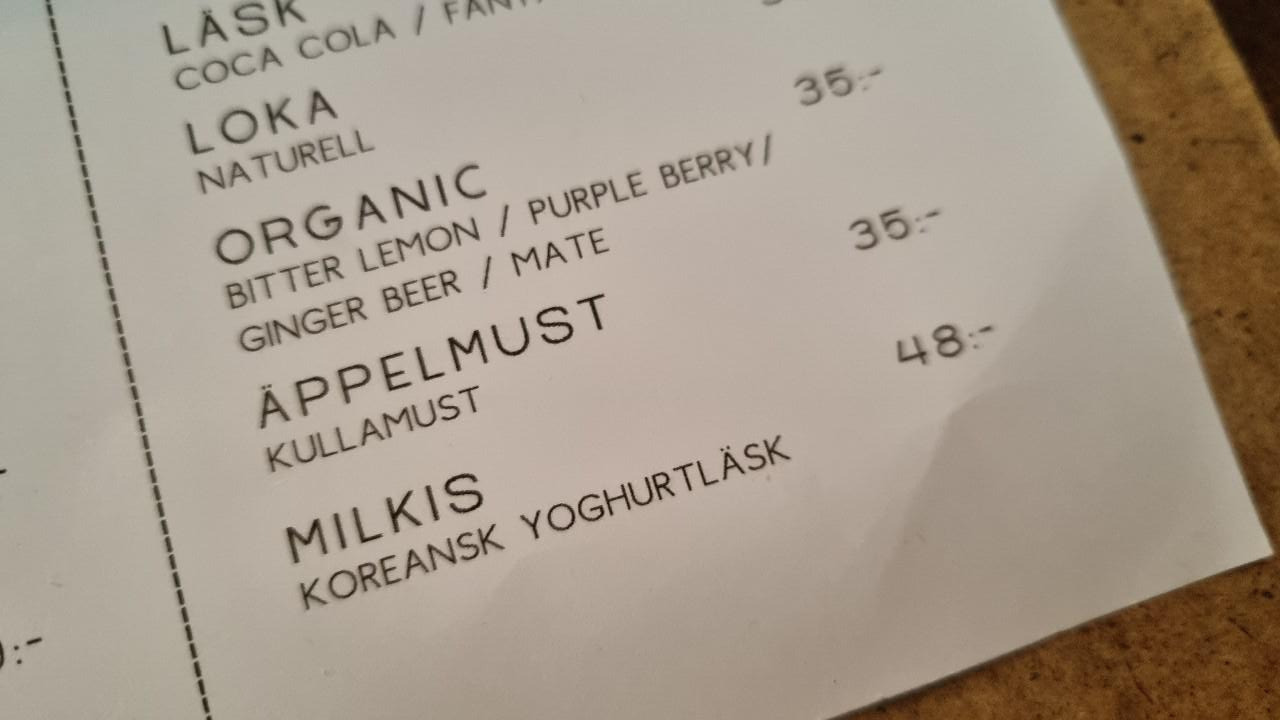 LÄSK
COCA COLA /
LOKA
NATURELL
ORGANIC 35:-
BITTER LEMON / PURPLE BERRY /
GINGER BEER / MATE
ÄPPELMUST 35:-
KULLAMUST
MILKIS 48:-
KOREANSK YOGHURTLÄSK